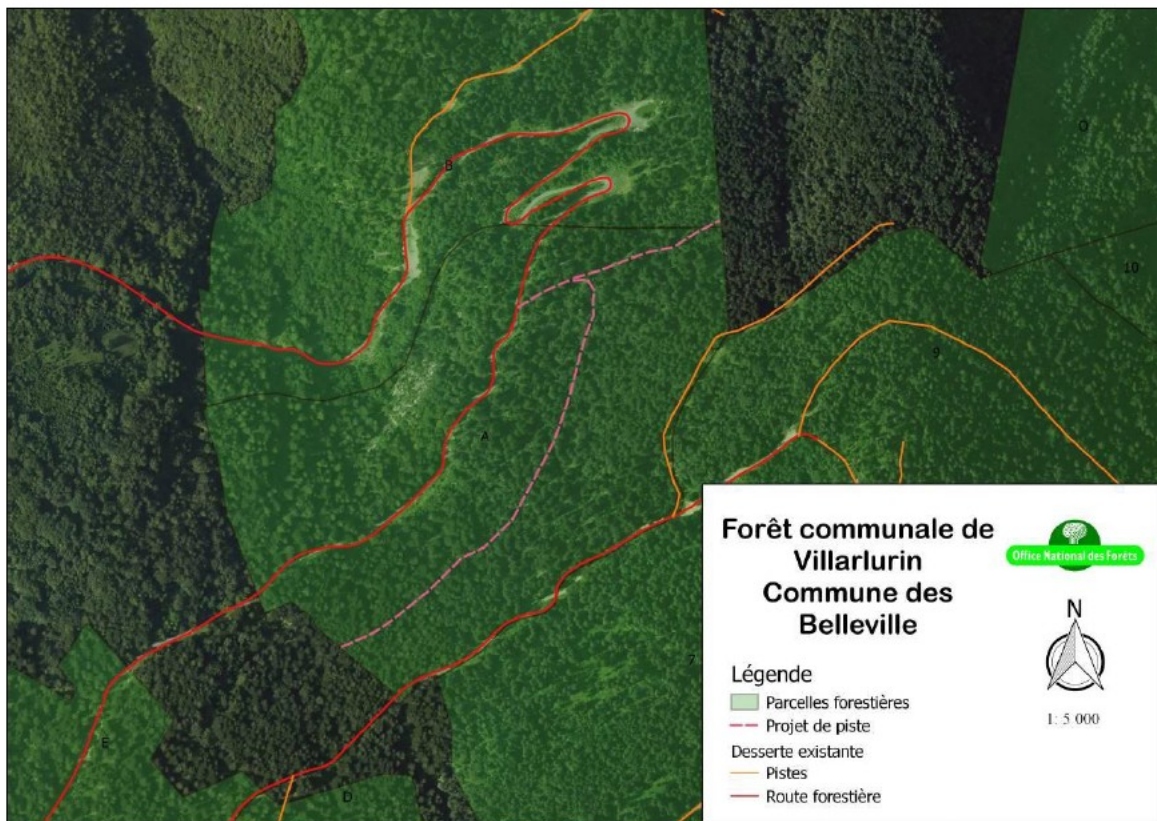 B
O
10
9
A
7
E
D
Forêt communale de
Villarlurin
Commune des
Belleville
Office National des Forêts
N
1: 5 000
Légende
Parcelles forestières
Projet de piste
Desserte existante
Pistes
Route forestière